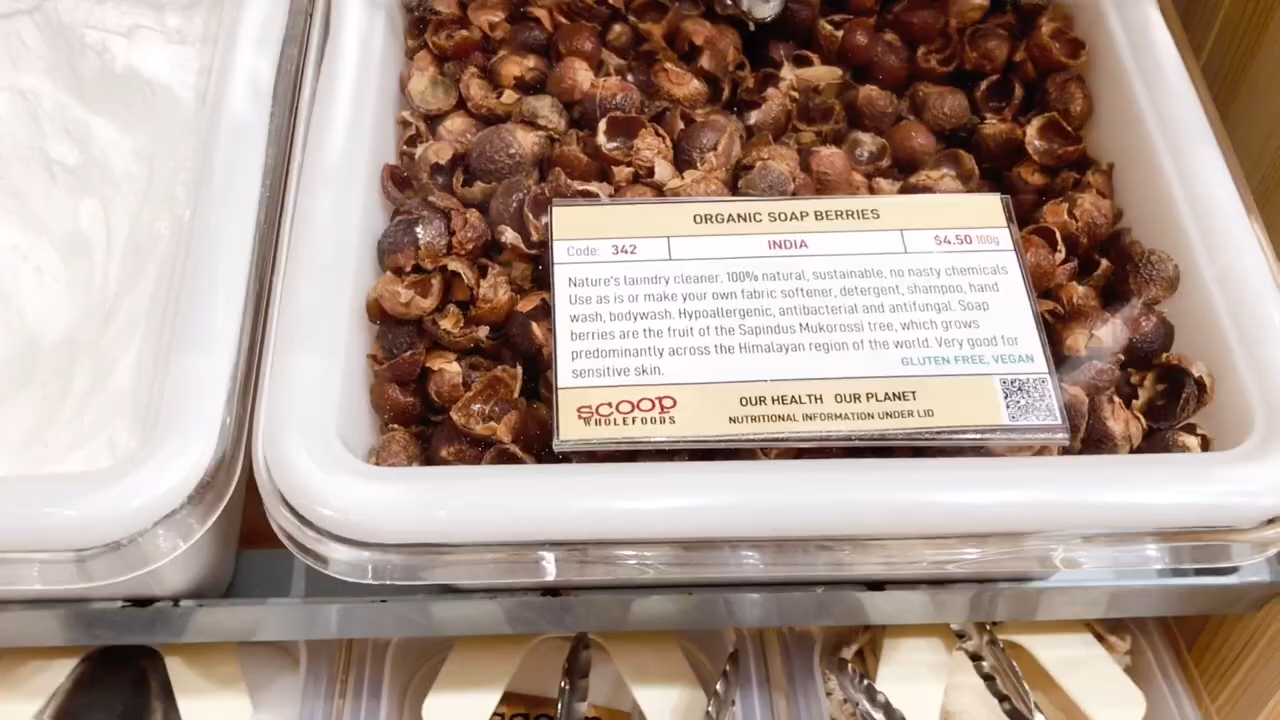 ORGANIC SOAP BERRIES
Code: 342 INDIA $4.50 100g
Nature's laundry cleaner. 100% natural, sustainable, no nasty chemicals
Use as is or make your own fabric softener, detergent, shampoo, hand
wash, bodywash. Hypoallergenic, antibacterial and antifungal. Soap
berries are the fruit of the Sapindus Mukorossi tree, which grows
predominantly across the Himalayan region of the world. Very good for
sensitive skin.
GLUTEN FREE, VEGAN
SCOOP
WHOLEFOODS
OUR HEALTH OUR PLANET
NUTRITIONAL INFORMATION UNDER LID